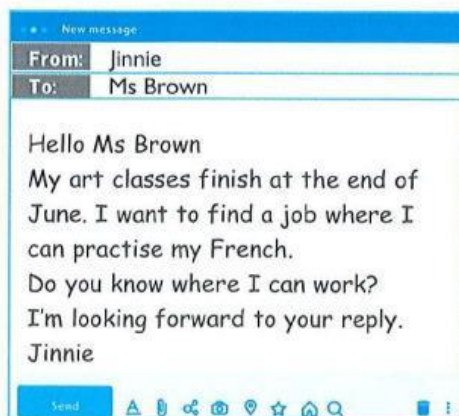 New message
From: Jinnie
To: Ms Brown
Hello Ms Brown
My art classes finish at the end of
June. I want to find a job where I
can practise my French.
Do you know where I can work?
I'm looking forward to your reply.
Jinnie
Send